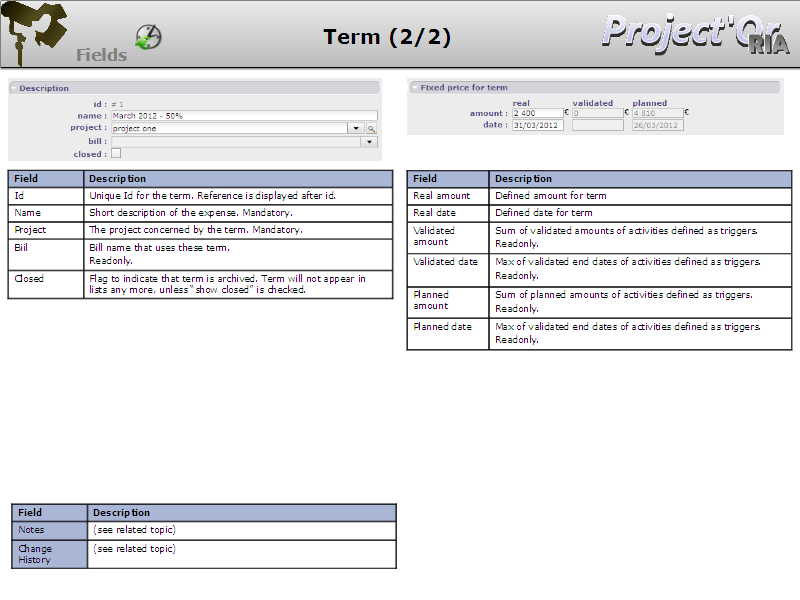 Term (2/2)
Fields
Project'Or
RIA
Description
id : # 1
name : March 2012 - 50%
project : project one
bill :
closed :
Fixed price for term
real validated planned
amount : 2 400 € 0 € 4 810 €
date : 31/03/2012 26/03/2012
Field Description
Id Unique Id for the term. Reference is displayed after id.
Name Short description of the expense. Mandatory.
Project The project concerned by the term. Mandatory.
Biil Bill name that uses these term.
Readonly.
Closed Flag to indicate that term is archived. Term will not appear in
lists any more, unless “show closed” is checked.
Field Description
Real amount Defined amount for term
Real date Defined date for term
Validated
amount
Sum of validated amounts of activities defined as triggers.
Readonly.
Validated date Max of validated end dates of activities defined as triggers.
Readonly.
Planned
amount
Sum of planned amounts of activities defined as triggers.
Readonly.
Planned date Max of validated end dates of activities defined as triggers.
Readonly.
Field Description
Notes (see related topic)
Change
History
(see related topic)